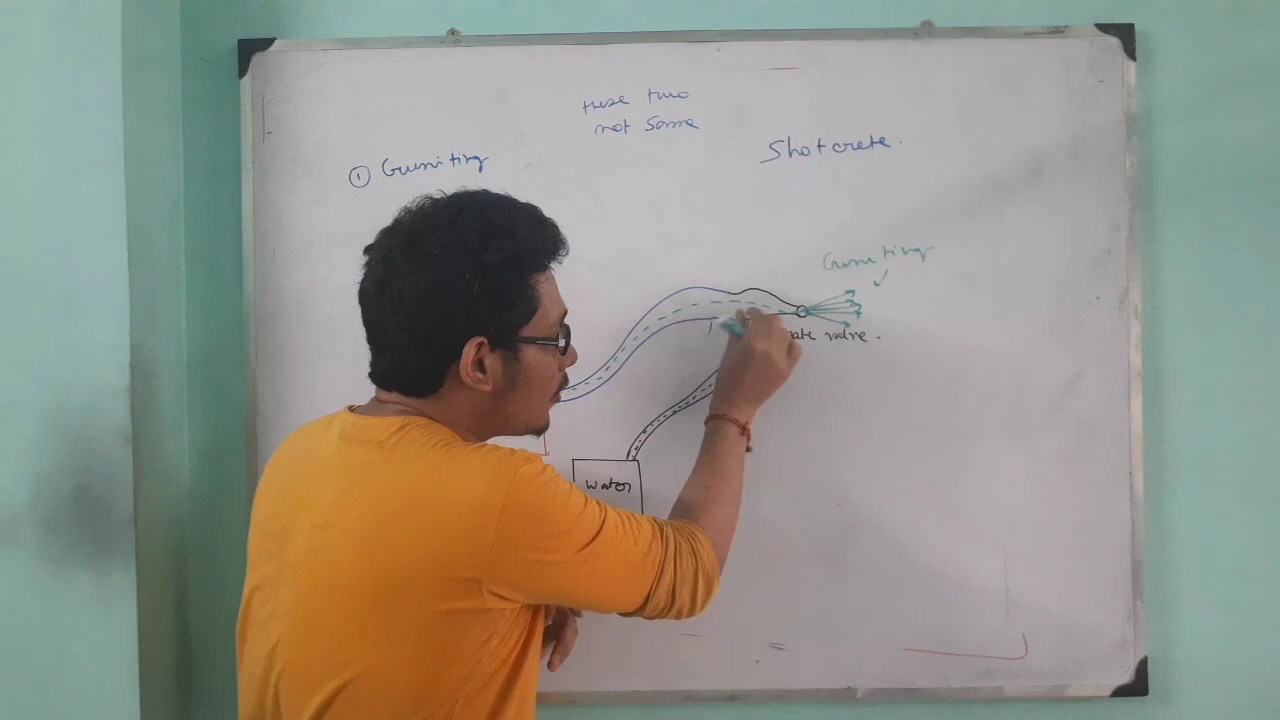 these two
not Same
① Guniting
Shotcrete.
Guniting
valve.
Water